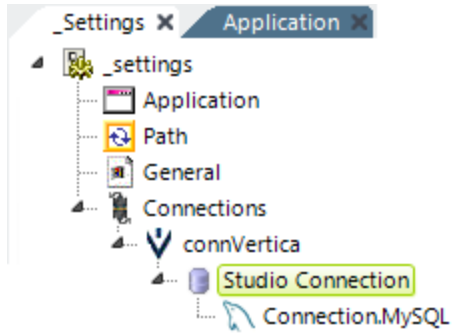 _Settings Application
_settings
Application
Path
General
Connections
connVertica
Studio Connection
Connection.MySQL